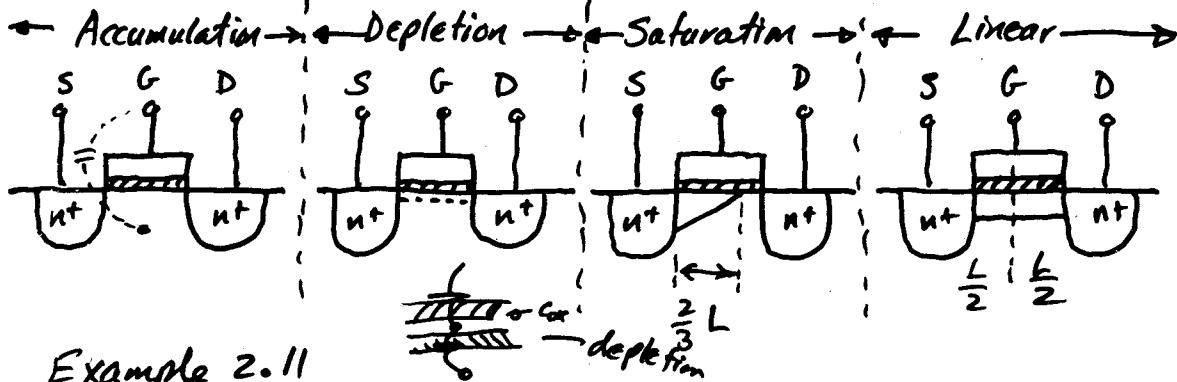 Accumulation Depletion Saturation Linear
S G D S G D S G D S G D
n+ n+ n+ n+ n+ n+ n+ n+
L/2 L/2
Cox
2/3 L
depletion
Example 2.11